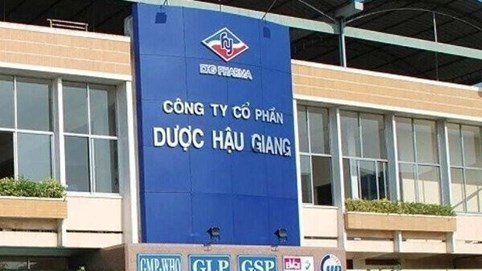 DHG PHARMA
CÔNG TY CỔ PHẦN
DƯỢC HẬU GIANG
GMP-WHO GLP GSP